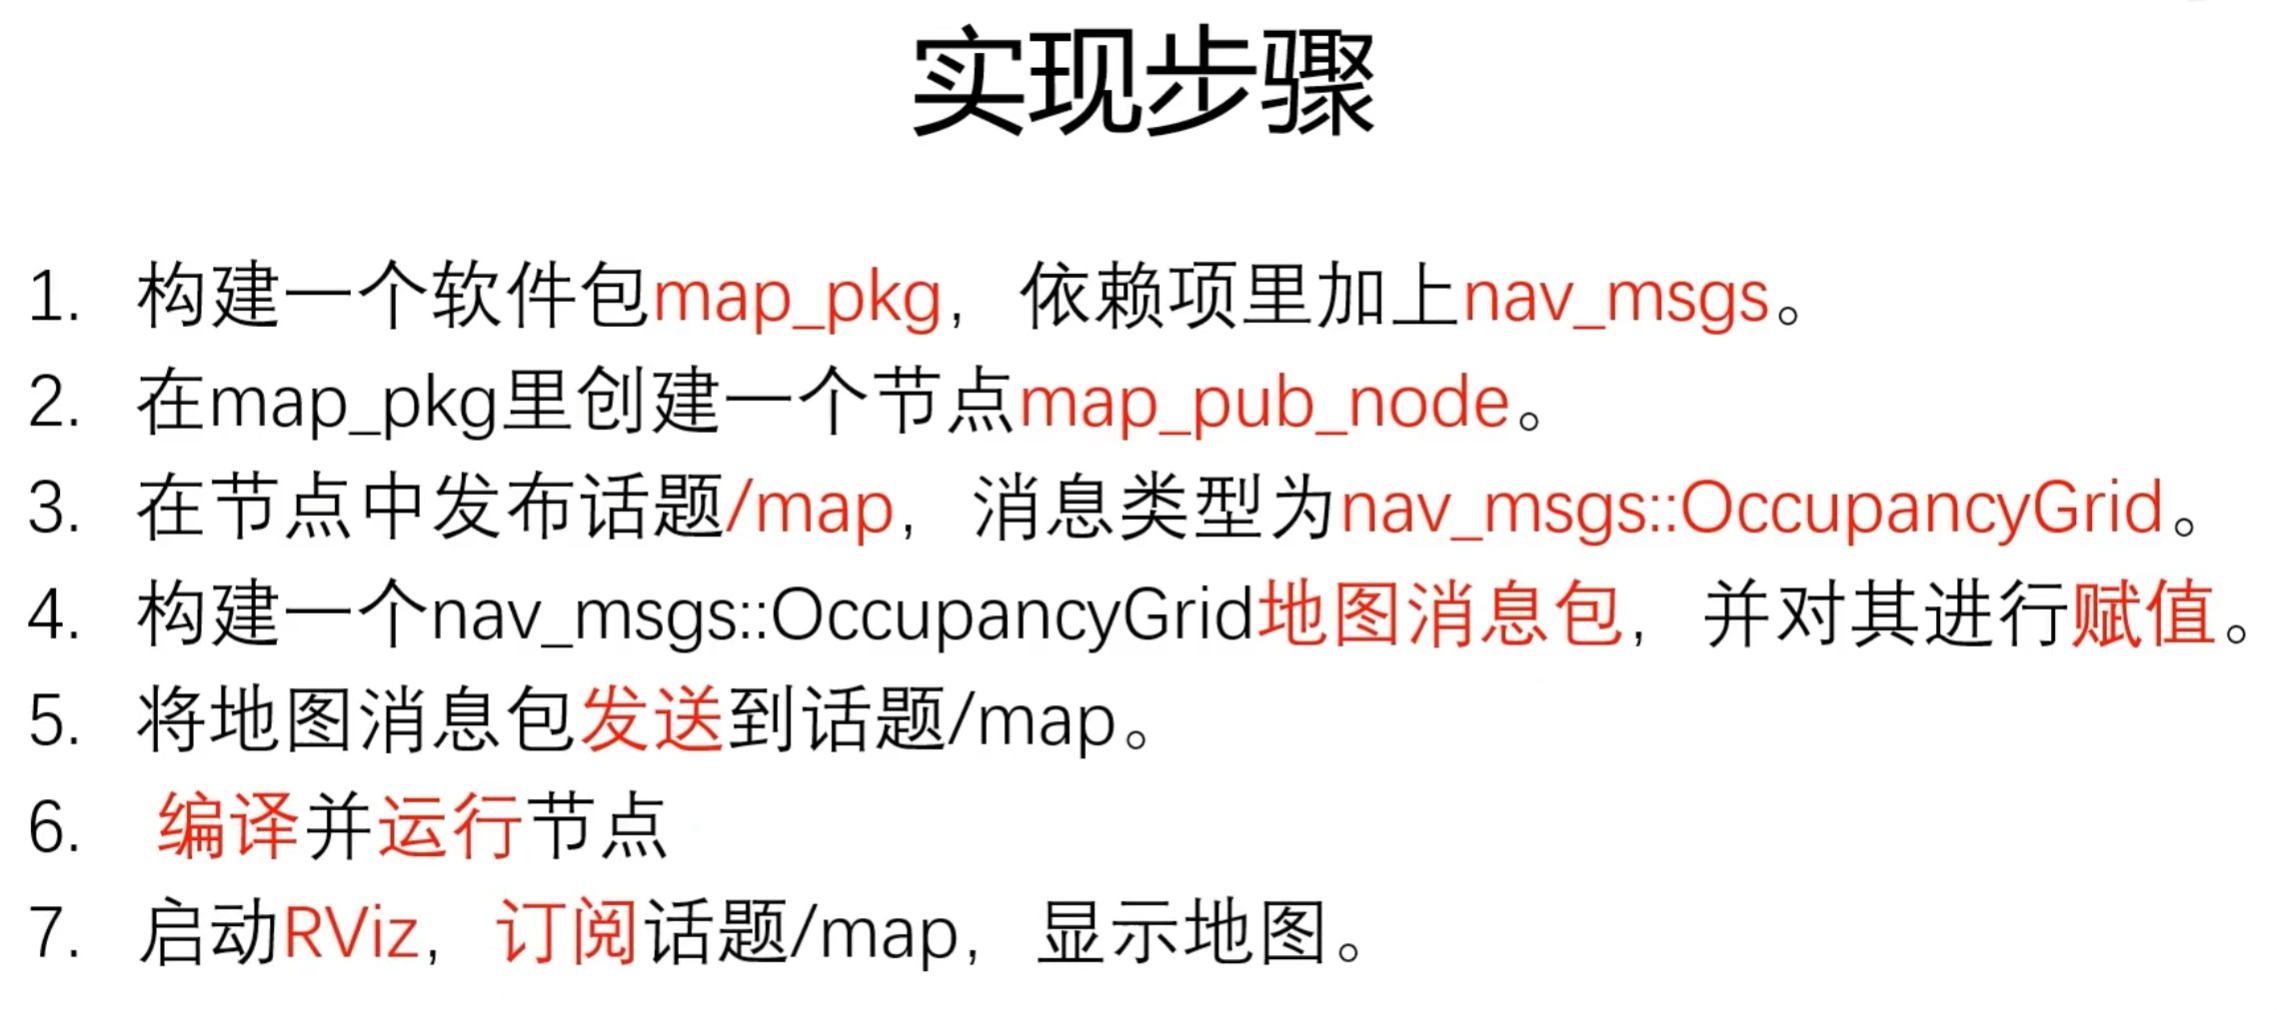 实现步骤
1. 构建一个软件包map_pkg，依赖项里加上nav_msgs。
2. 在map_pkg里创建一个节点map_pub_node。
3. 在节点中发布话题/map，消息类型为nav_msgs::OccupancyGrid。
4. 构建一个nav_msgs::OccupancyGrid地图消息包，并对其进行赋值。
5. 将地图消息包发送到话题/map。
6. 编译并运行节点
7. 启动RViz，订阅话题/map，显示地图。